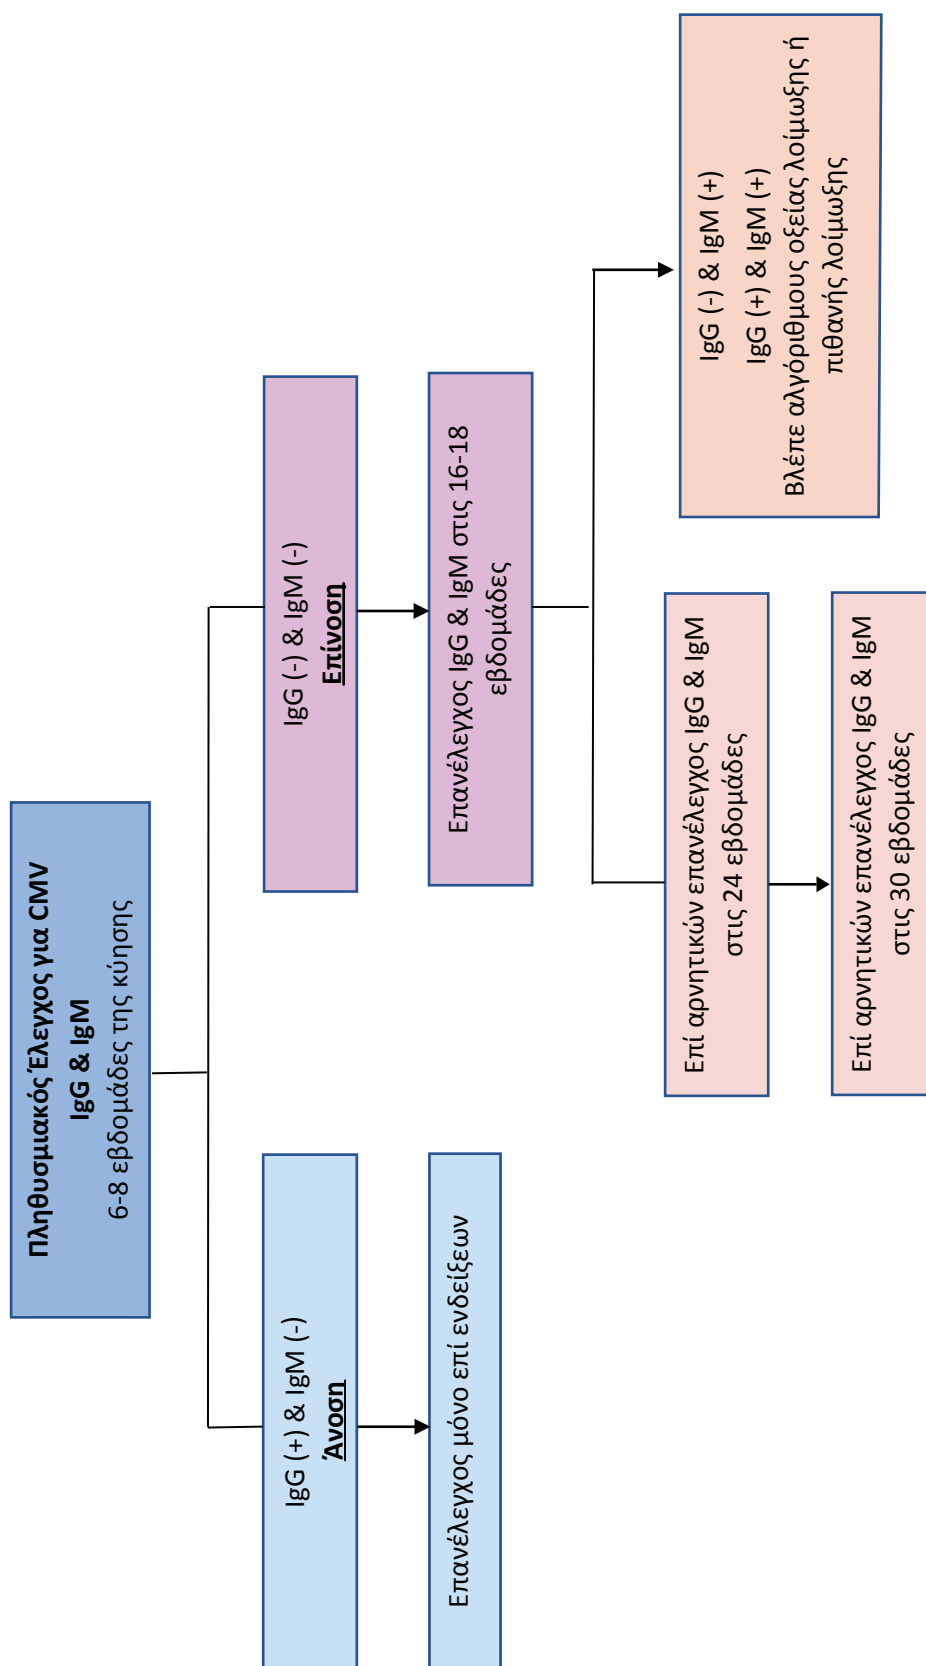 Πληθυσμιακός Έλεγχος για CMV
IgG & IgM
6-8 εβδομάδες της κύησης
IgG (+) & IgM (-)
Άνοση
Επανέλεγχος μόνο επί ενδείξεων
IgG (-) & IgM (-)
Επίνοση
Επανέλεγχος IgG & IgM στις 16-18
εβδομάδες
Επί αρνητικών επανέλεγχος IgG & IgM
στις 24 εβδομάδες
Επί αρνητικών επανέλεγχος IgG & IgM
στις 30 εβδομάδες
IgG (-) & IgM (+)
IgG (+) & IgM (+)
Βλέπε αλγόριθμους οξείας λοίμωξης ή
πιθανής λοίμωξης